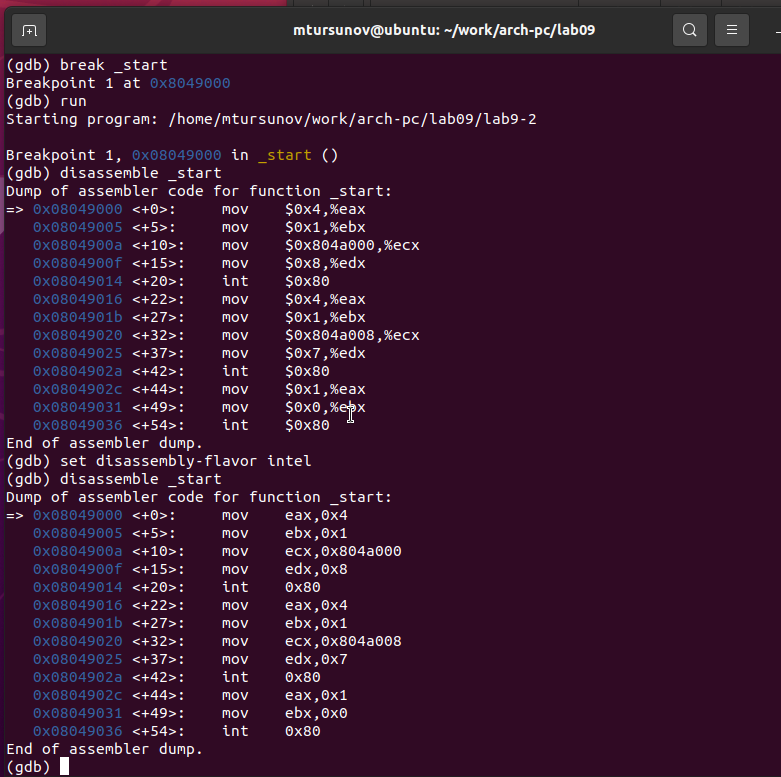 mtursunov@ubuntu: ~/work/arch-pc/lab09
(gdb) break _start
Breakpoint 1 at 0x8049000
(gdb) run
Starting program: /home/mtursunov/work/arch-pc/lab09/lab9-2
Breakpoint 1, 0x08049000 in _start ()
(gdb) disassemble _start
Dump of assembler code for function _start:
=> 0x08049000 <+0>:     mov    $0x4,%eax
   0x08049005 <+5>:     mov    $0x1,%ebx
   0x0804900a <+10>:    mov    $0x804a000,%ecx
   0x0804900f <+15>:    mov    $0x8,%edx
   0x08049014 <+20>:    int    $0x80
   0x08049016 <+22>:    mov    $0x4,%eax
   0x0804901b <+27>:    mov    $0x1,%ebx
   0x08049020 <+32>:    mov    $0x804a008,%ecx
   0x08049025 <+37>:    mov    $0x7,%edx
   0x0804902a <+42>:    int    $0x80
   0x0804902c <+44>:    mov    $0x1,%eax
   0x08049031 <+49>:    mov    $0x0,%ebx
   0x08049036 <+54>:    int    $0x80
End of assembler dump.
(gdb) set disassembly-flavor intel
(gdb) disassemble _start
Dump of assembler code for function _start:
=> 0x08049000 <+0>:     mov    eax,0x4
   0x08049005 <+5>:     mov    ebx,0x1
   0x0804900a <+10>:    mov    ecx,0x804a000
   0x0804900f <+15>:    mov    edx,0x8
   0x08049014 <+20>:    int    0x80
   0x08049016 <+22>:    mov    eax,0x4
   0x0804901b <+27>:    mov    ebx,0x1
   0x08049020 <+32>:    mov    ecx,0x804a008
   0x08049025 <+37>:    mov    edx,0x7
   0x0804902a <+42>:    int    0x80
   0x0804902c <+44>:    mov    eax,0x1
   0x08049031 <+49>:    mov    ebx,0x0
   0x08049036 <+54>:    int    0x80
End of assembler dump.
(gdb)